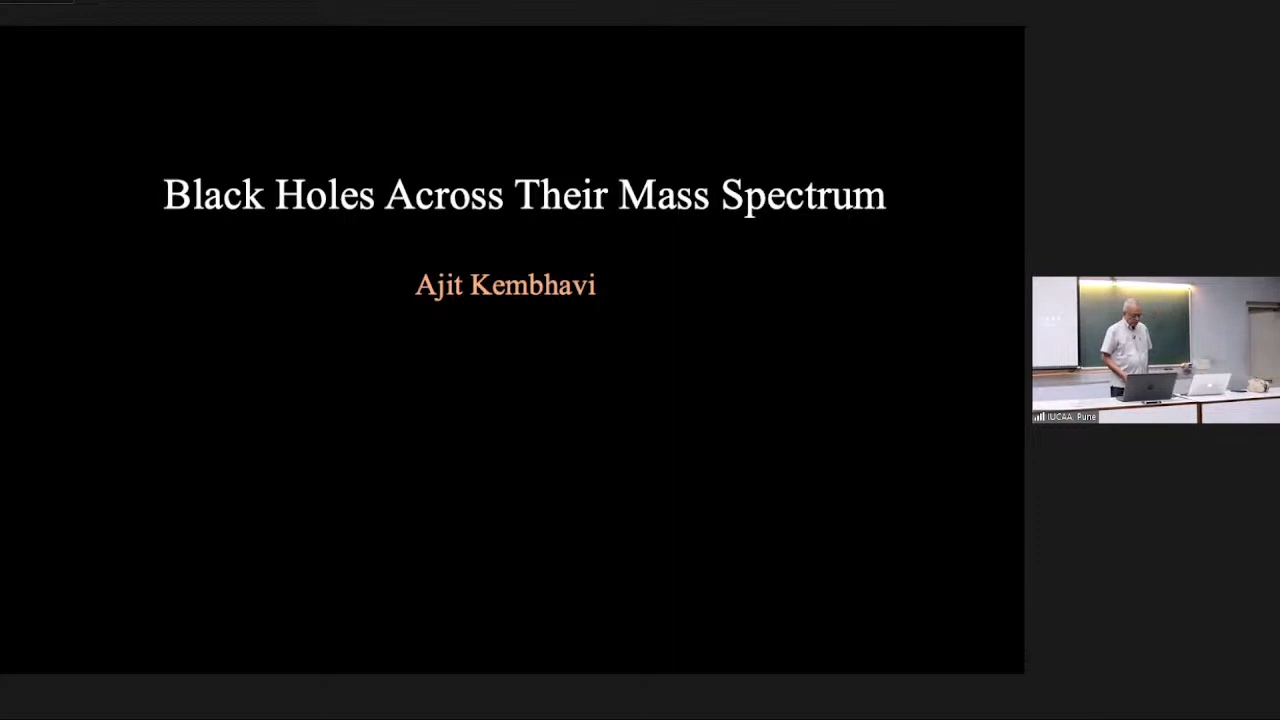 Black Holes Across Their Mass Spectrum
Ajit Kembhavi
IUCAA, Pune